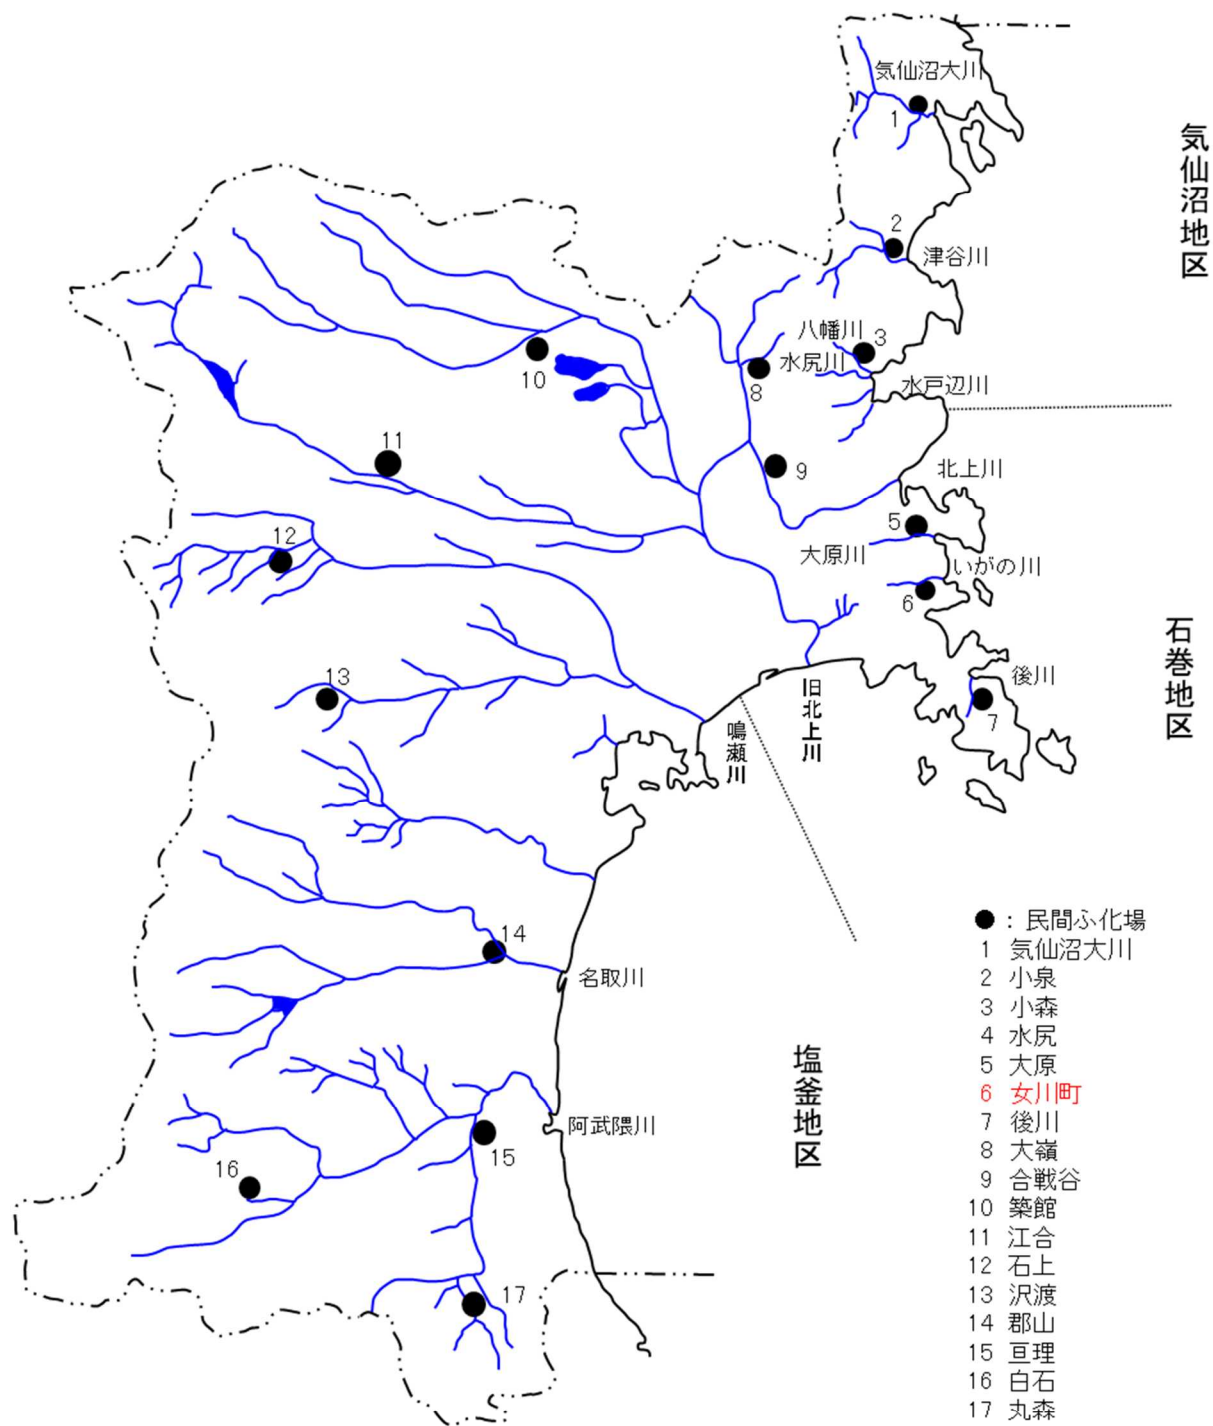 気仙沼大川
1
気仙沼地区
2
津谷川
八幡川
3
水尻川
8
水戸辺川
10
11
9
北上川
5
12
大原川
いがの川
6
石巻地区
13
後川
7
旧北上川
鳴瀬川
14
名取川
塩釜地区
阿武隈川
15
16
17
●：民間ふ化場
1 気仙沼大川
2 小泉
3 小森
4 水尻
5 大原
6 女川町
7 後川
8 大嶺
9 合戦谷
10 築館
11 江合
12 石上
13 沢渡
14 郡山
15 亘理
16 白石
17 丸森